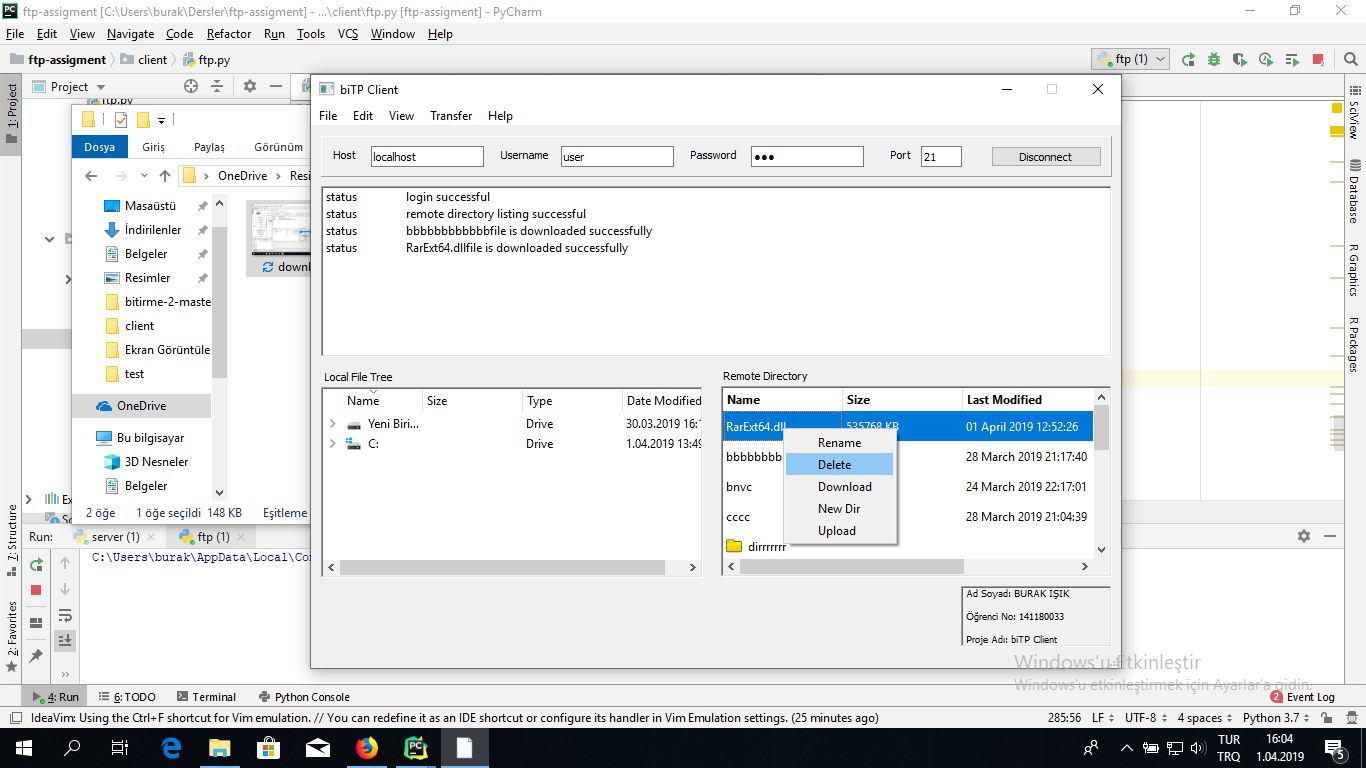 ftp-assigment [C:\Users\burak\Dersler\ftp-assigment] - ...\client\ftp.py [ftp-assigment] - PyCharm
File Edit View Navigate Code Refactor Run Tools VCS Window Help
ftp-assigment client ftp.py ftp (1)
1: Project
Project
ftp.py
Dosya Giriş Paylaş Görünüm
OneDrive
Masaüstü
İndirilenler
Belgeler
Resimler
bitirme-2-maste
client
Ekran Görüntüle
test
OneDrive
Bu bilgisayar
3D Nesneler
Belgeler
2 öğe 1 öğe seçildi 148 KB Eşitleme
biTP Client
File Edit View Transfer Help
Host localhost Username user Password ●●● Port 21 Disconnect
status login successful
status remote directory listing successful
status bbbbbbbbbbbbfile is downloaded successfully
status RarExt64.dllfile is downloaded successfully
Local File Tree
Name Size Type Date Modified
Yeni Biri... Drive 30.03.2019 16:1
C: Drive 1.04.2019 13:49
Remote Directory
Name Size Last Modified
RarExt64.dll 535768 KB 01 April 2019 12:52:26
bbbbbbbb 28 March 2019 21:17:40
bnvc 24 March 2019 22:17:01
cccc 28 March 2019 21:04:39
dirrrrrrr
Rename
Delete
Download
New Dir
Upload
Ad Soyad: BURAK IŞIK
Öğrenci No: 141180033
Proje Adı: biTP Client
SciView
Database
R Graphics
R Packages
Z: Structure
2: Favorites
Run: server (1) ftp (1)
C:\Users\burak\AppData\Local\Co
Windows'u Etkinleştir
Windows'u etkinleştirmek için Ayarlar'a gidin.
4: Run 6: TODO Terminal Python Console 2 Event Log
IdeaVim: Using the Ctrl+F shortcut for Vim emulation. // You can redefine it as an IDE shortcut or configure its handler in Vim Emulation settings. (25 minutes ago) 285:56 LF UTF-8 4 spaces Python 3.7
TUR 16:04
TRQ 1.04.2019 5